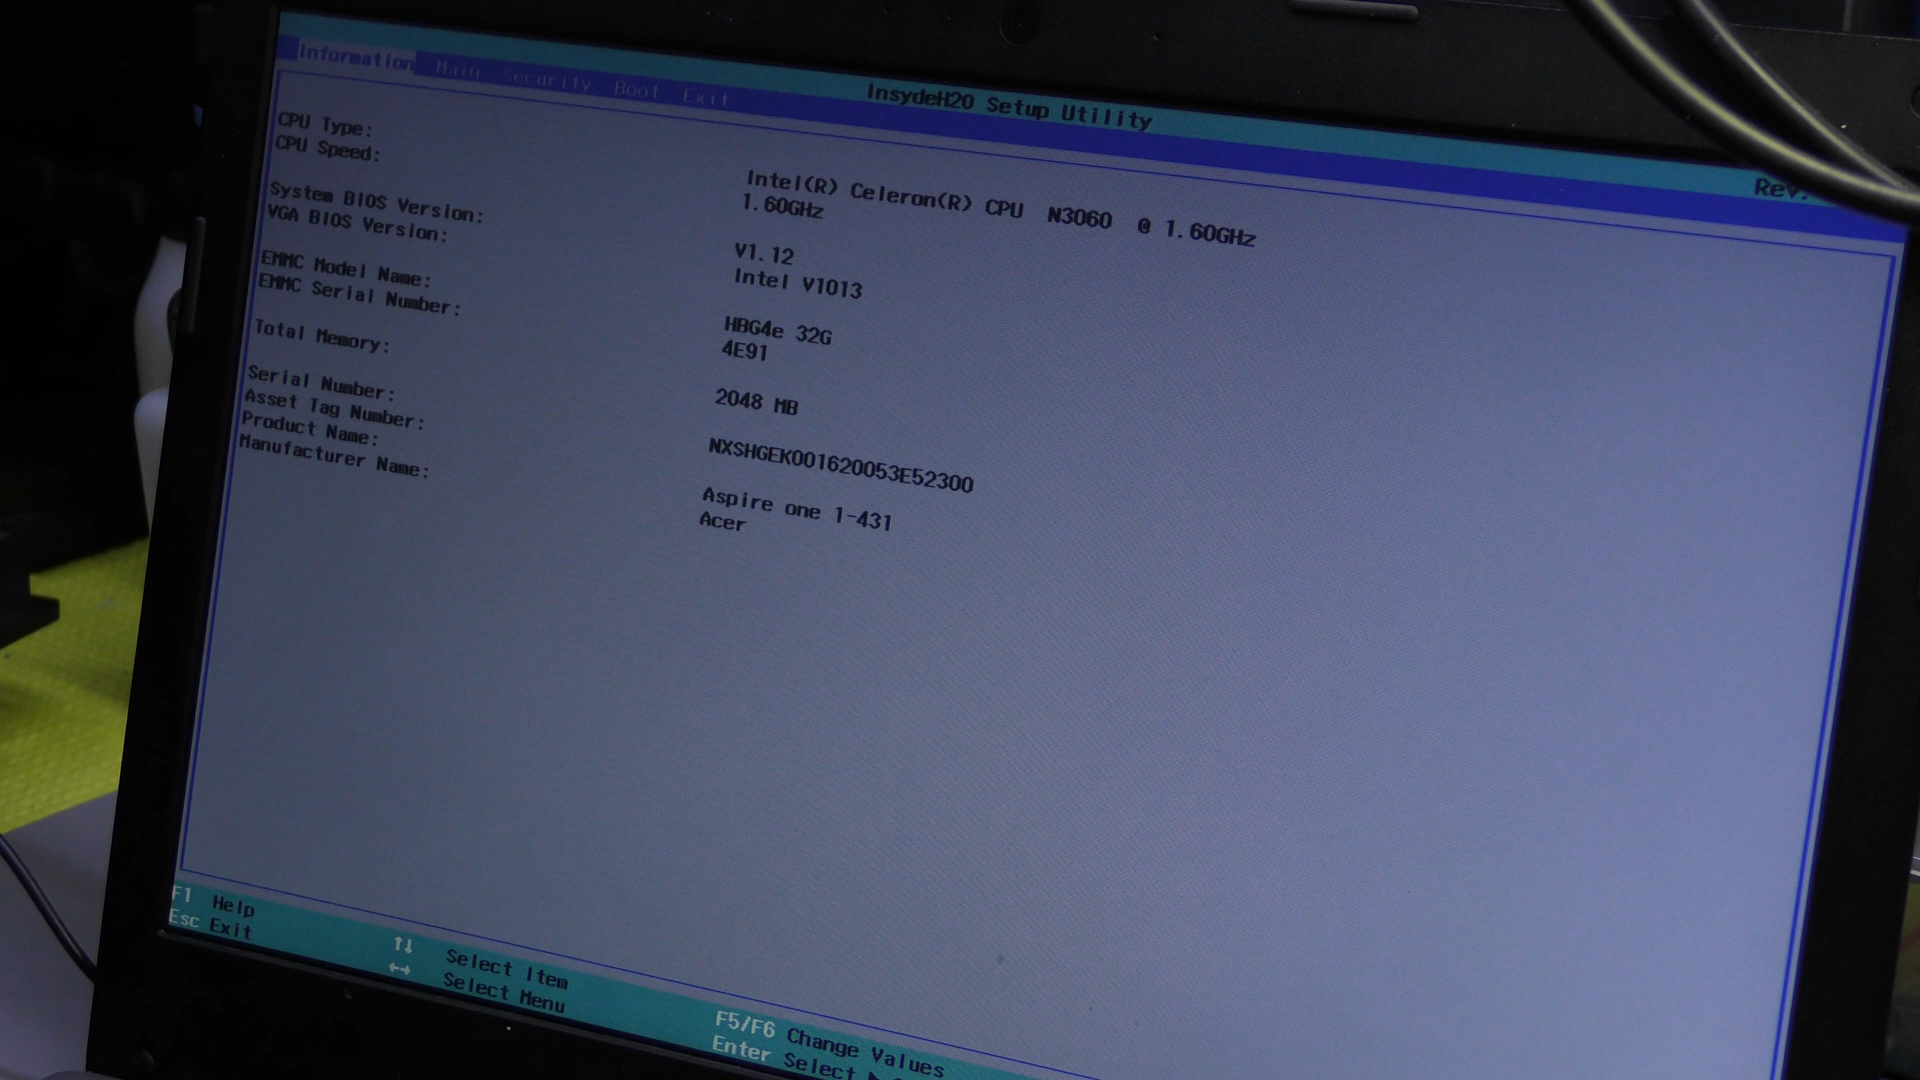 InsydeH20 Setup Utility
Rev.
Information Main Security Boot Exit
CPU Type: Intel(R) Celeron(R) CPU N3060 @ 1.60GHz
CPU Speed: 1.60GHz
System BIOS Version: V1.12
VGA BIOS Version: Intel V1013
EMMC Model Name: HBG4e 32G
EMMC Serial Number: 4E91
Total Memory: 2048 MB
Serial Number: NXSHGEK001620053E52300
Asset Tag Number:
Product Name: Aspire one 1-431
Manufacturer Name: Acer
F1 Help ↑↓ Select Item F5/F6 Change Values
Esc Exit ↔ Select Menu Enter Select